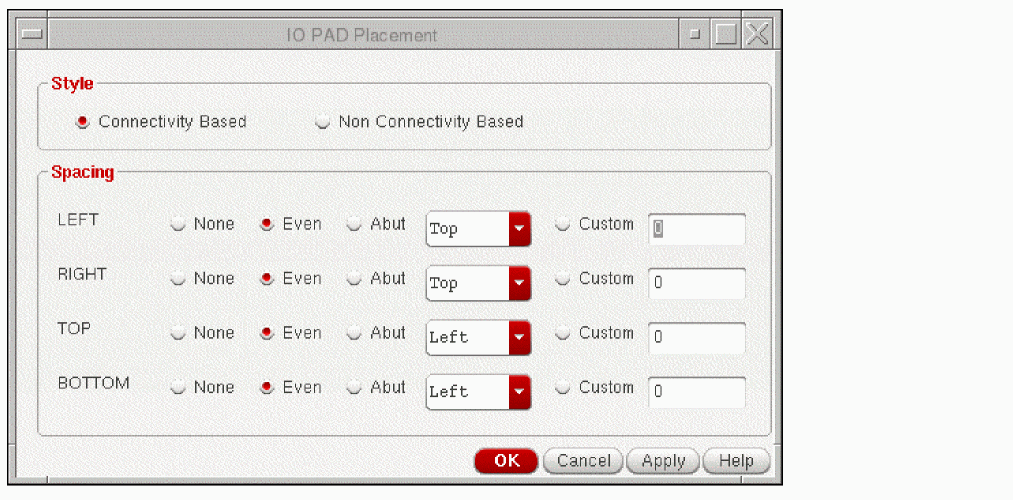 IO PAD Placement
Style
Connectivity Based Non Connectivity Based
Spacing
LEFT None Even Abut Top Custom 0
RIGHT None Even Abut Top Custom 0
TOP None Even Abut Left Custom 0
BOTTOM None Even Abut Left Custom 0
OK Cancel Apply Help